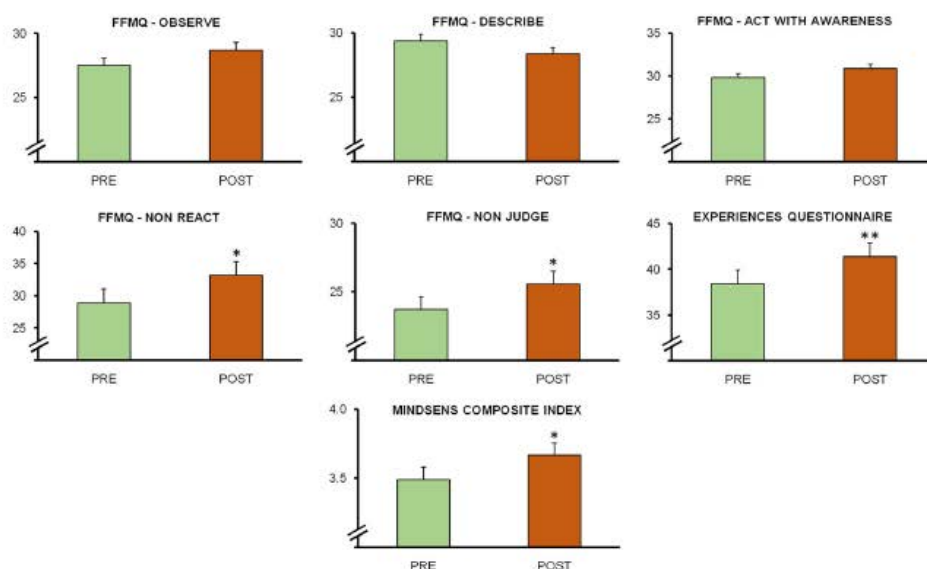 FFMQ - OBSERVE
30
25
PRE POST
FFMQ - DESCRIBE
30
25
PRE POST
FFMQ - ACT WITH AWARENESS
35
30
25
PRE POST
FFMQ - NON REACT
40
35
30
25
*
PRE POST
FFMQ - NON JUDGE
30
25
*
PRE POST
EXPERIENCES QUESTIONNAIRE
45
40
35
**
PRE POST
MINDSENS COMPOSITE INDEX
4.0
3.5
*
PRE POST